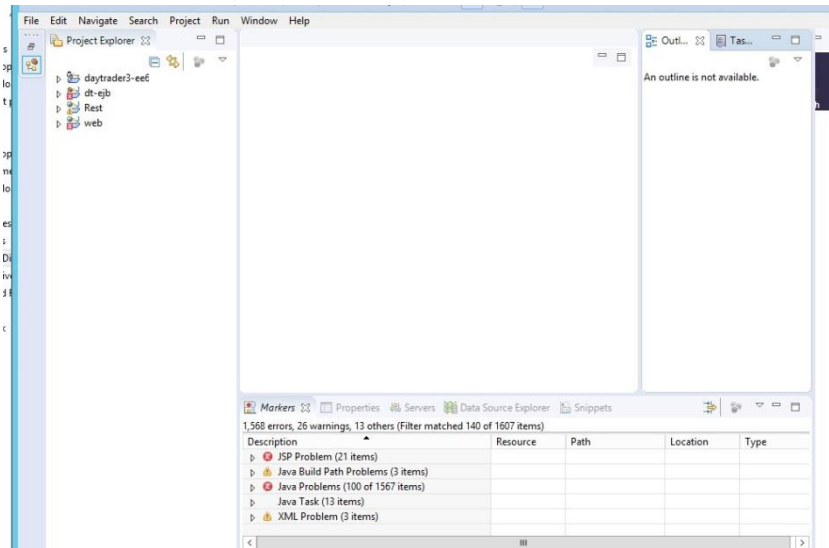 File Edit Navigate Search Project Run Window Help
Project Explorer
Outl... Tas...
An outline is not available.
daytrader3-ee6
dt-ejb
Rest
web
Markers Properties Servers Data Source Explorer Snippets
1,568 errors, 26 warnings, 13 others (Filter matched 140 of 1607 items)
Description Resource Path Location Type
JSP Problem (21 items)
Java Build Path Problems (3 items)
Java Problems (100 of 1567 items)
Java Task (13 items)
XML Problem (3 items)